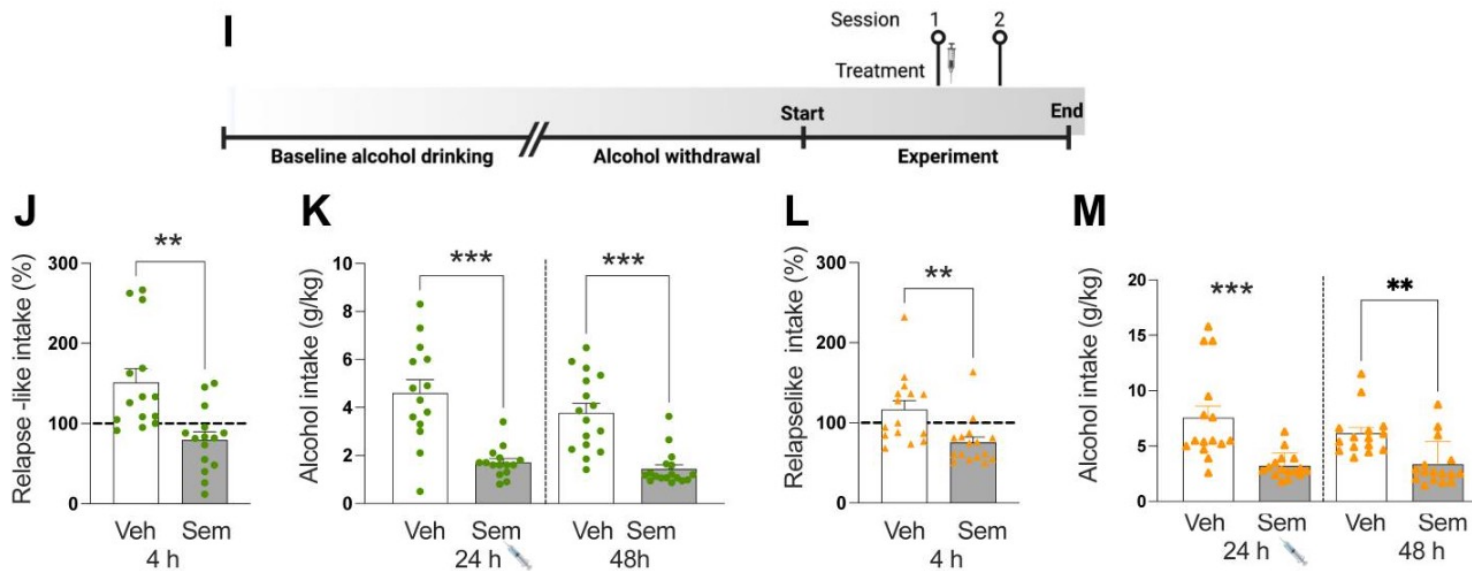 I
Session 1 2
Treatment
Start
End
Baseline alcohol drinking
Alcohol withdrawal
Experiment
J
Relapse -like intake (%)
300
200
100
0
**
Veh Sem
4 h
K
Alcohol intake (g/kg)
10
8
6
4
2
0
***
***
Veh Sem Veh Sem
24 h 48h
L
Relapselike intake (%)
300
200
100
0
**
Veh Sem
4 h
M
Alcohol intake (g/kg)
20
15
10
5
0
***
**
Veh Sem Veh Sem
24 h 48 h